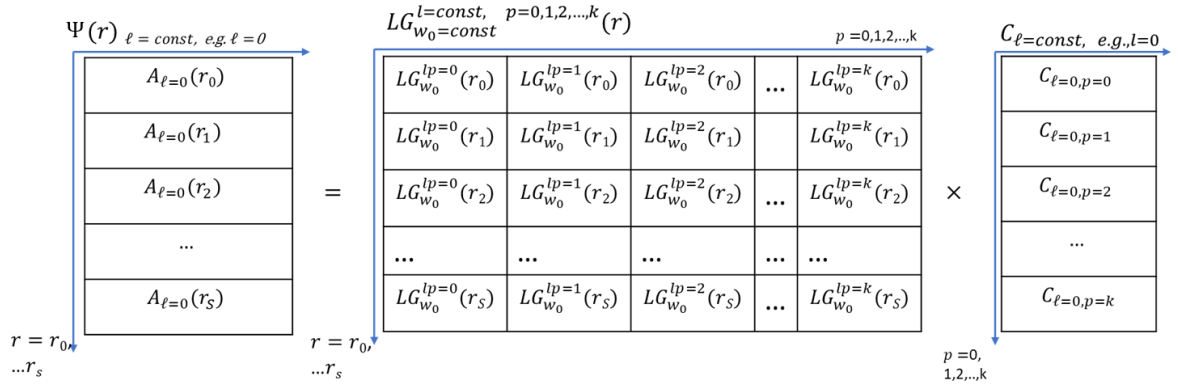 Ψ(r) ℓ = const, e.g. ℓ = 0 LG_{w_0=const}^{l=const, p=0,1,2,…,k}(r) p=0,1,2,..,k C_{ℓ=const, e.g.,l=0}
A_{ℓ=0}(r_0) LG_{w_0}^{lp=0}(r_0) LG_{w_0}^{lp=1}(r_0) LG_{w_0}^{lp=2}(r_0) ... LG_{w_0}^{lp=k}(r_0) C_{ℓ=0,p=0}
A_{ℓ=0}(r_1) LG_{w_0}^{lp=0}(r_1) LG_{w_0}^{lp=1}(r_1) LG_{w_0}^{lp=2}(r_1) LG_{w_0}^{lp=k}(r_1) C_{ℓ=0,p=1}
A_{ℓ=0}(r_2) = LG_{w_0}^{lp=0}(r_2) LG_{w_0}^{lp=1}(r_2) LG_{w_0}^{lp=2}(r_2) ... LG_{w_0}^{lp=k}(r_2) × C_{ℓ=0,p=2}
... ... ... ... ... ... ...
A_{ℓ=0}(r_S) LG_{w_0}^{lp=0}(r_S) LG_{w_0}^{lp=1}(r_S) LG_{w_0}^{lp=2}(r_S) ... LG_{w_0}^{lp=k}(r_S) C_{ℓ=0,p=k}
r = r_0, r = r_0, p =0,
...r_s ...r_s 1,2,..,k